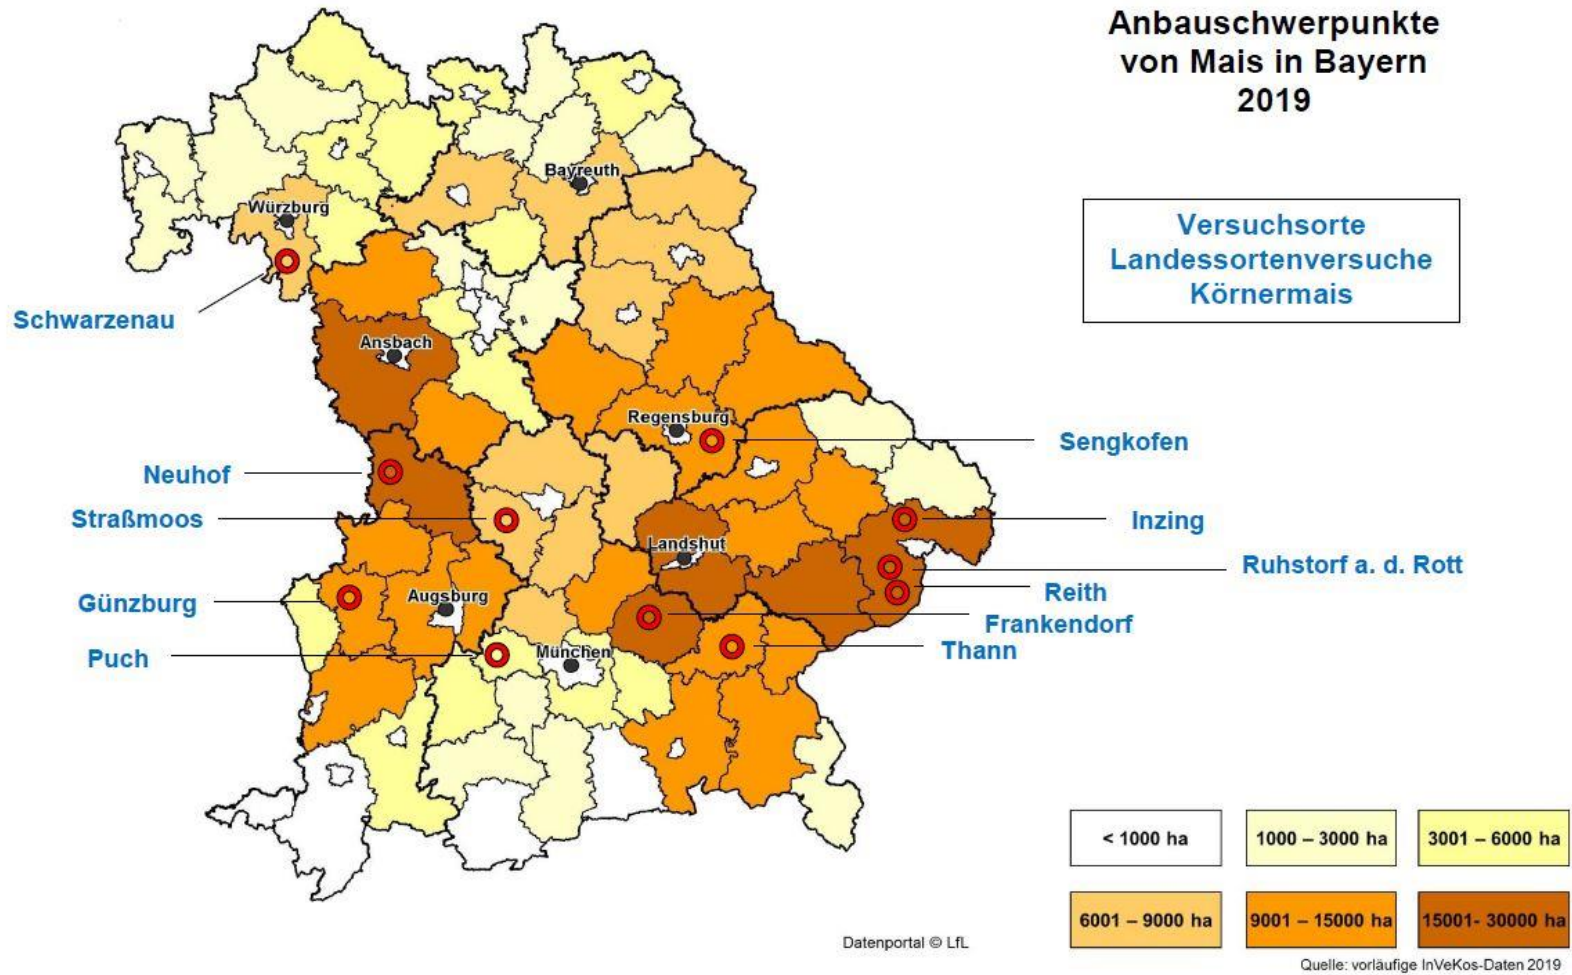 Anbauschwerpunkte
von Mais in Bayern
2019
Versuchsorte
Landessortenversuche
Körnermais
Bayreuth
Würzburg
Schwarzenau
Ansbach
Regensburg
Sengkofen
Neuhof
Straßmoos
Inzing
Landshut
Ruhstorf a. d. Rott
Reith
Günzburg
Augsburg
Frankendorf
Thann
Puch
München
< 1000 ha
1000 – 3000 ha
3001 – 6000 ha
6001 – 9000 ha
9001 – 15000 ha
15001- 30000 ha
Datenportal © LfL
Quelle: vorläufige InVeKos-Daten 2019